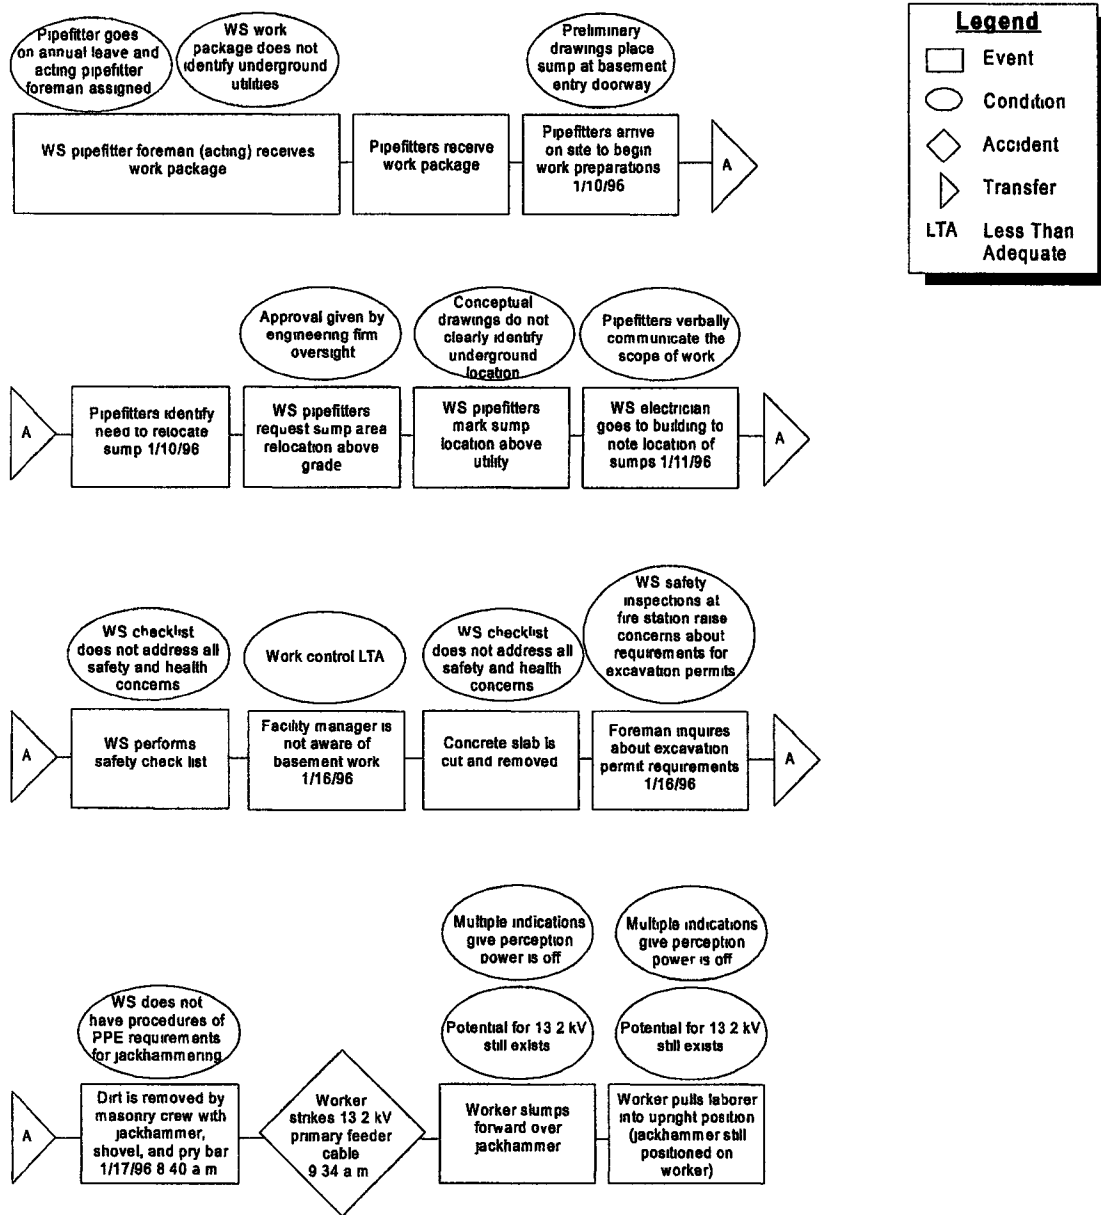 Legend
Event
Condition
Accident
Transfer
LTA Less Than
Adequate
Pipefitter goes
on annual leave and
acting pipefitter
foreman assigned
WS work
package does not
identify underground
utilities
Preliminary
drawings place
sump at basement
entry doorway
WS pipefitter foreman (acting) receives
work package
Pipefitters receive
work package
Pipefitters arrive
on site to begin
work preparations
1/10/96
A
Approval given by
engineering firm
oversight
Conceptual
drawings do not
clearly identify
underground
location
Pipefitters verbally
communicate the
scope of work
A
Pipefitters identify
need to relocate
sump 1/10/96
WS pipefitters
request sump area
relocation above
grade
WS pipefitters
mark sump
location above
utility
WS electrician
goes to building to
note location of
sumps 1/11/96
A
WS checklist
does not address all
safety and health
concerns
Work control LTA
WS checklist
does not address all
safety and health
concerns
WS safety
inspections at
fire station raise
concerns about
requirements for
excavation permits
A
WS performs
safety check list
Facility manager is
not aware of
basement work
1/16/96
Concrete slab is
cut and removed
Foreman inquires
about excavation
permit requirements
1/16/96
A
Multiple indications
give perception
power is off
Multiple indications
give perception
power is off
WS does not
have procedures of
PPE requirements
for jackhammering
Potential for 13 2 kV
still exists
Potential for 13 2 kV
still exists
A
Dirt is removed by
masonry crew with
jackhammer,
shovel, and pry bar
1/17/96 8 40 a m
Worker
strikes 13 2 kV
primary feeder
cable
9 34 a m
Worker slumps
forward over
jackhammer
Worker pulls laborer
into upright position
(jackhammer still
positioned on
worker)